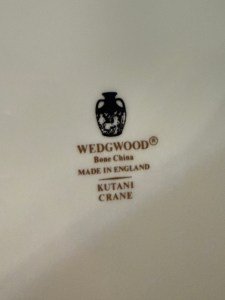 WEDGWOOD®
Bone China
MADE IN ENGLAND
KUTANI
CRANE